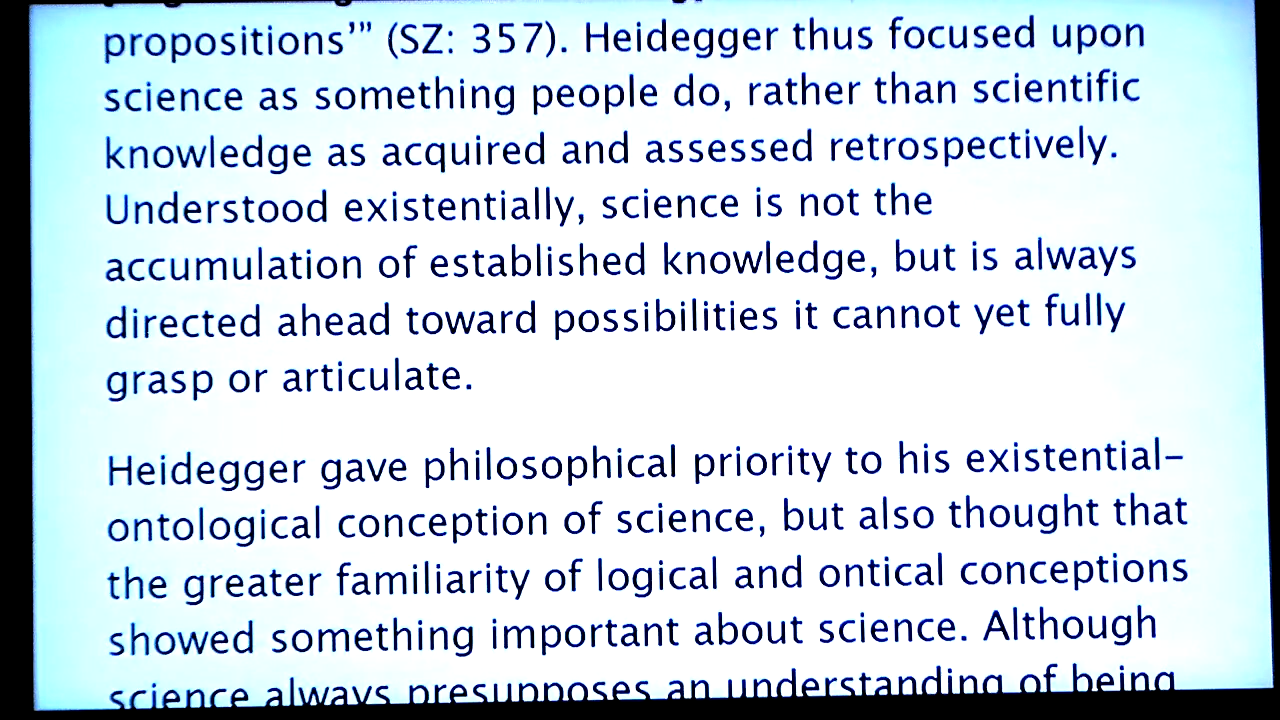 propositions’” (SZ: 357). Heidegger thus focused upon
science as something people do, rather than scientific
knowledge as acquired and assessed retrospectively.
Understood existentially, science is not the
accumulation of established knowledge, but is always
directed ahead toward possibilities it cannot yet fully
grasp or articulate.
Heidegger gave philosophical priority to his existential–
ontological conception of science, but also thought that
the greater familiarity of logical and ontical conceptions
showed something important about science. Although
science always presupposes an understanding of being